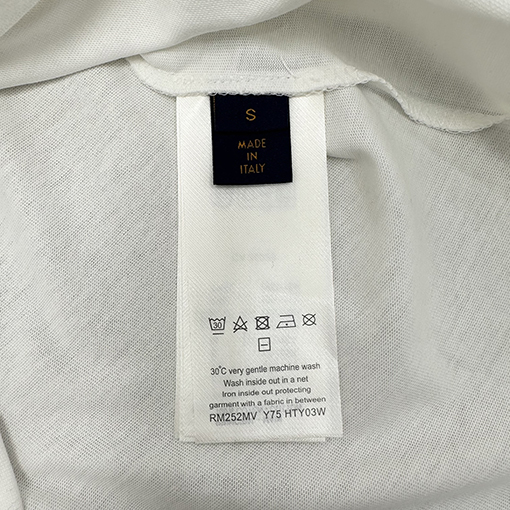 S
MADE
IN
ITALY
30
30°C very gentle machine wash
Wash inside out in a net
Iron inside out protecting
garment with a fabric in between
RM252MV Y75 HTY03W